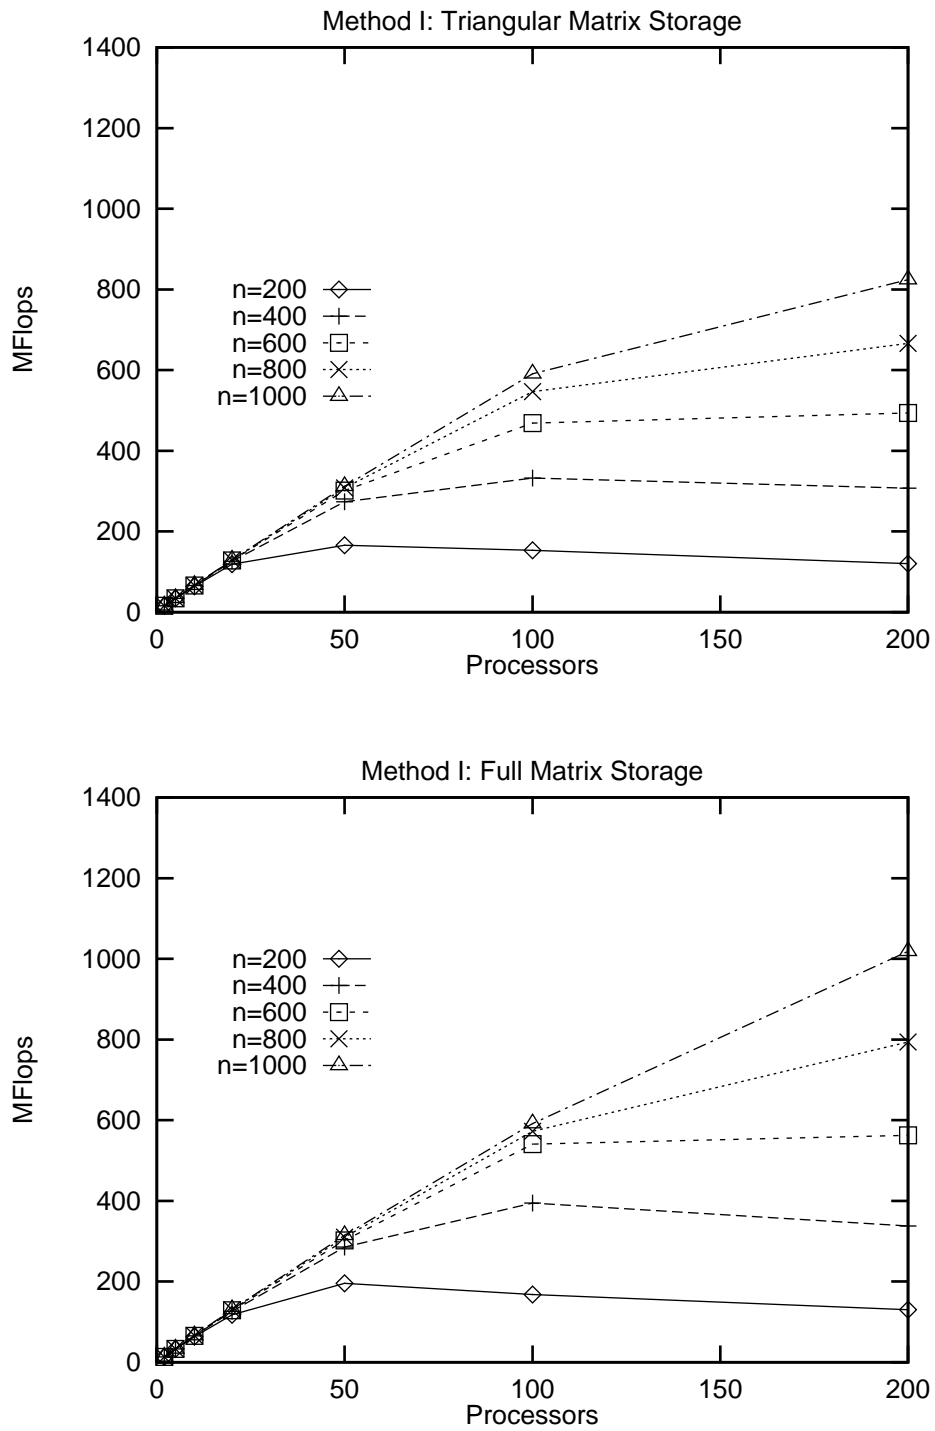 Method I: Triangular Matrix Storage
1400
1200
1000
800
600
400
200
0
MFlops
n=200
n=400
n=600
n=800
n=1000
0 50 100 150 200
Processors
Method I: Full Matrix Storage
1400
1200
1000
800
600
400
200
0
MFlops
n=200
n=400
n=600
n=800
n=1000
0 50 100 150 200
Processors